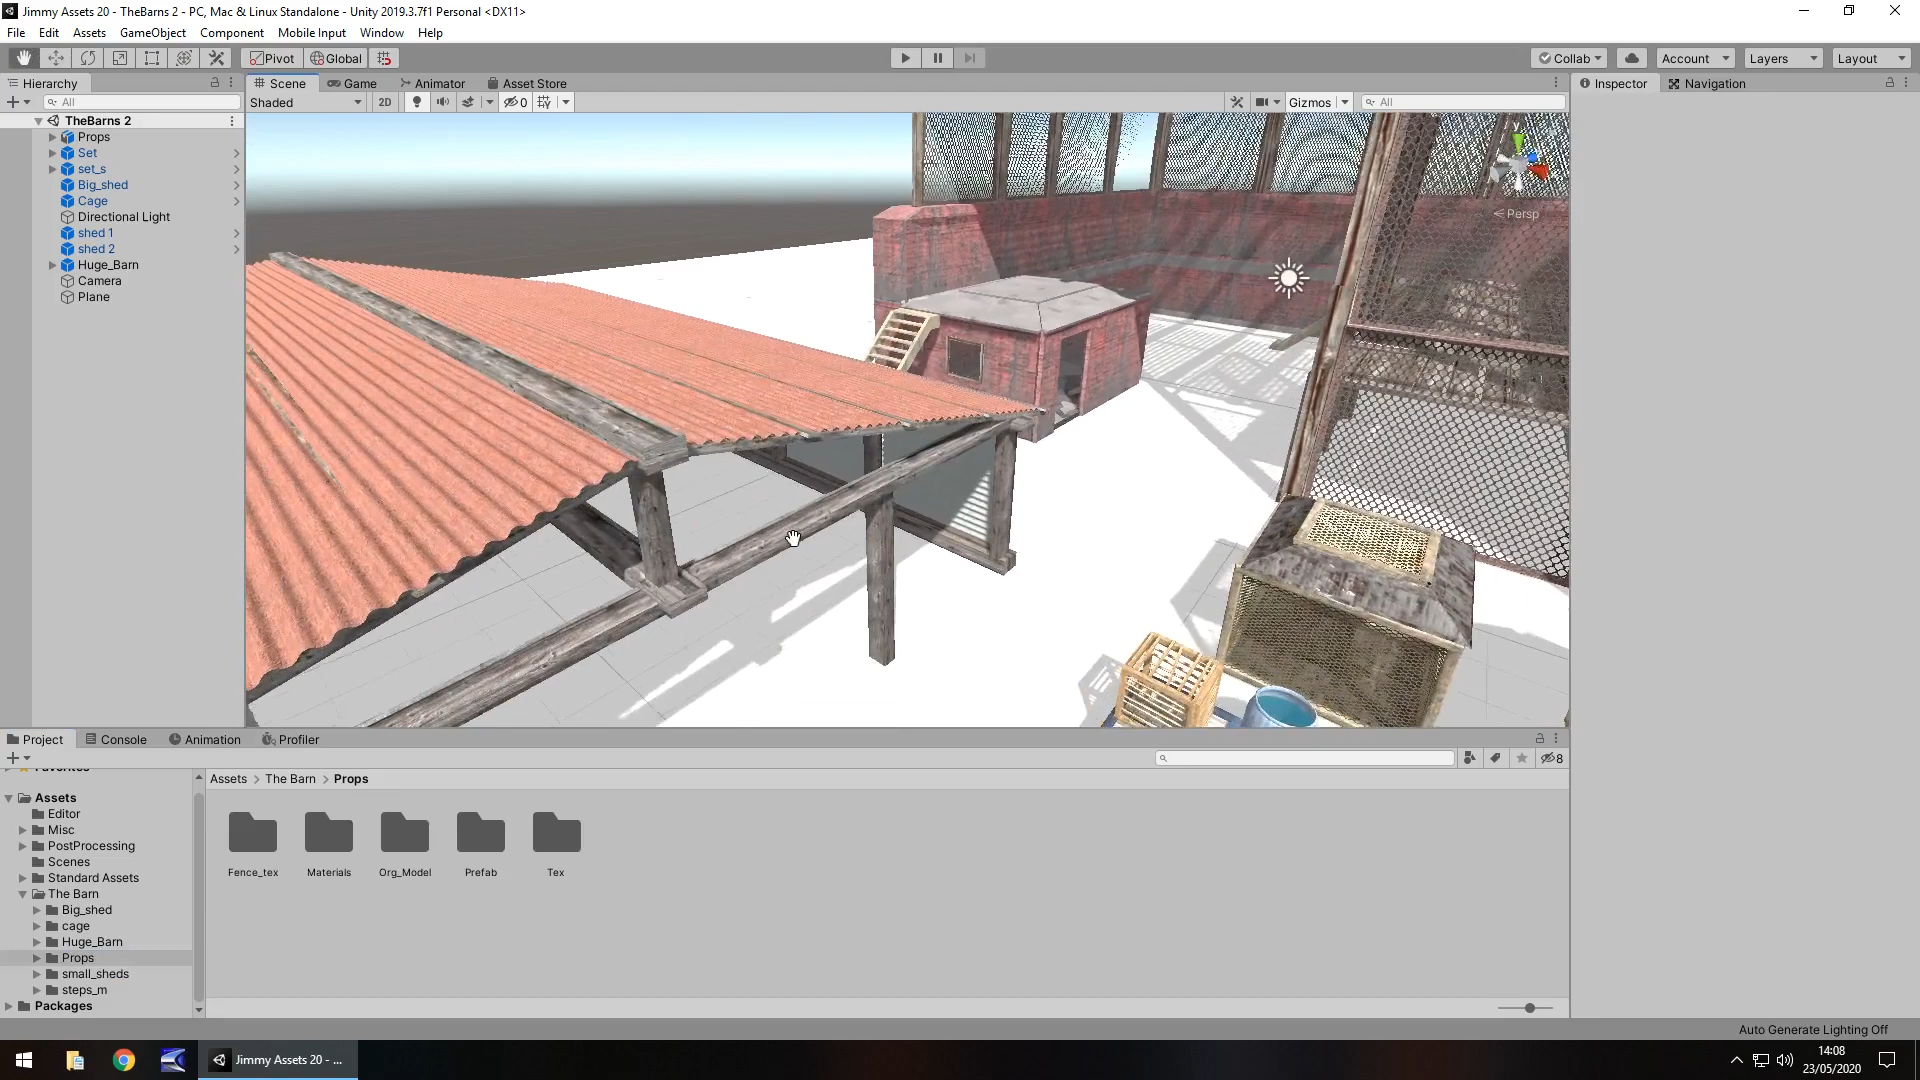 Jimmy Assets 20 - TheBarns 2 - PC, Mac & Linux Standalone - Unity 2019.3.7f1 Personal <DX11>
File Edit Assets GameObject Component Mobile Input Window Help
Pivot Global Collab Account Layers Layout
Hierarchy Scene Game Animator Asset Store Inspector Navigation
All Shaded 2D 0 Gizmos All
TheBarns 2
Props
Set
set_s
Big_shed
Cage
Directional Light
shed 1
shed 2
Huge_Barn
Camera
Plane
y
Persp
Project Console Animation Profiler
8
Favorites
Assets
Editor
Misc
PostProcessing
Scenes
Standard Assets
The Barn
Big_shed
cage
Huge_Barn
Props
small_sheds
steps_m
Packages
Assets > The Barn > Props
Fence_tex Materials Org_Model Prefab Tex
Auto Generate Lighting Off
Jimmy Assets 20 - ...
14:08
23/05/2020